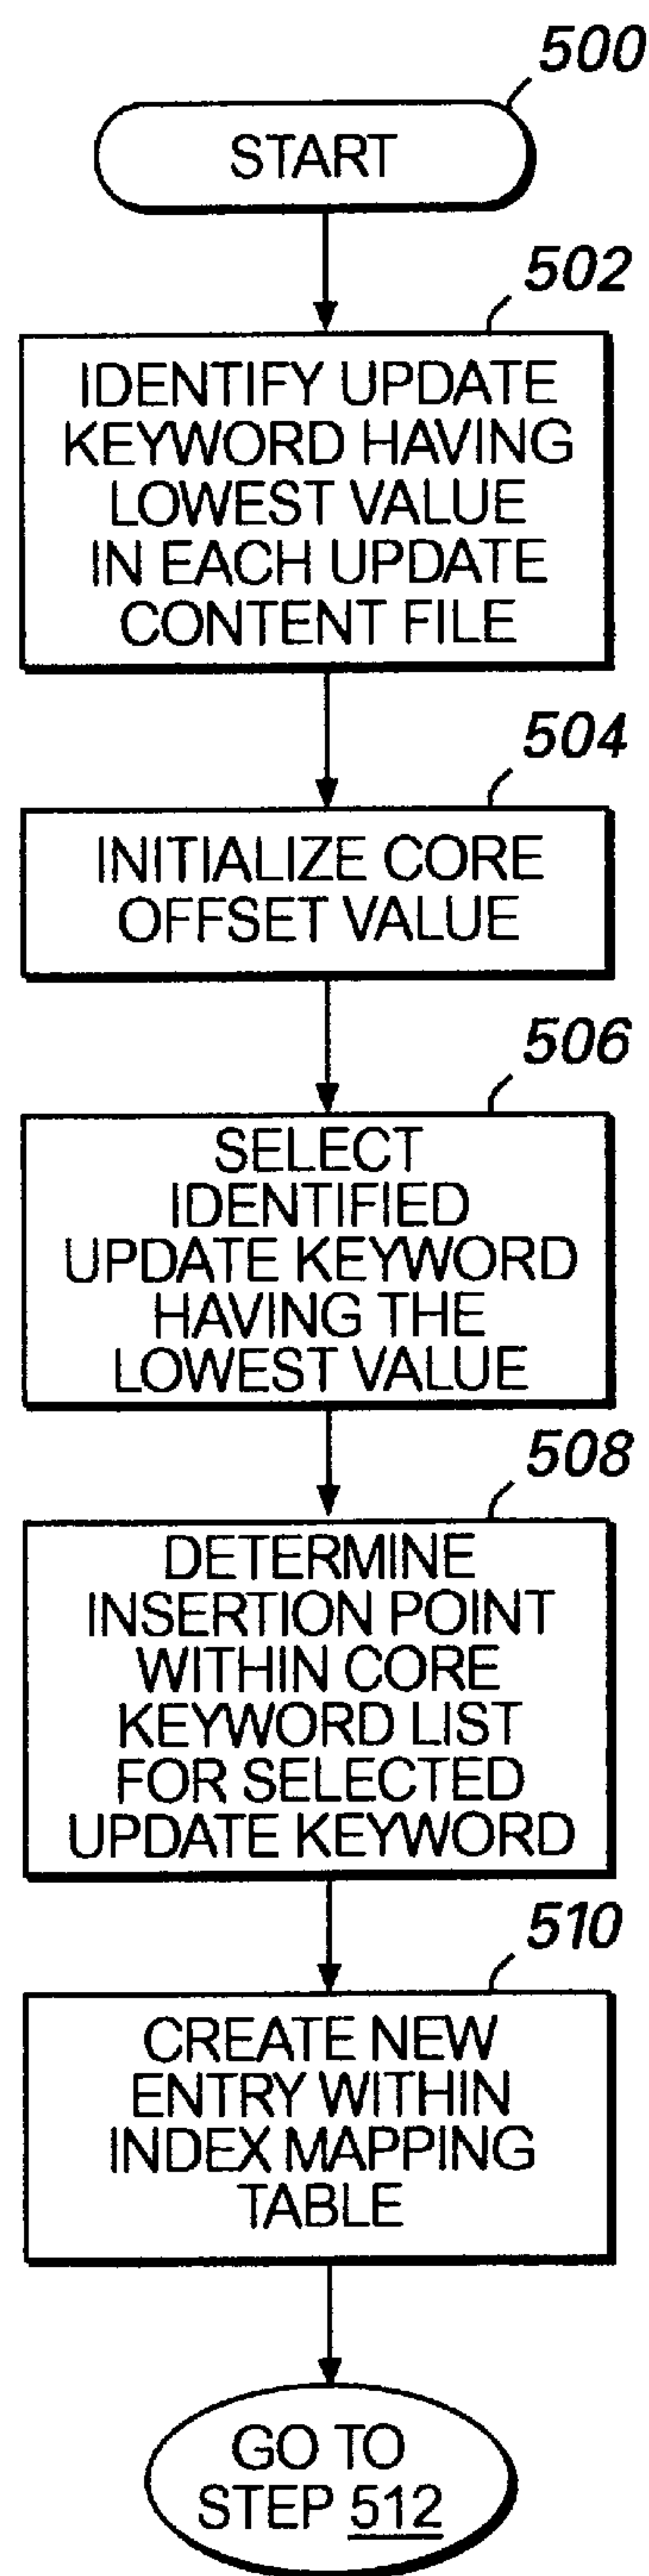 500
START
502
IDENTIFY UPDATE
KEYWORD HAVING
LOWEST VALUE
IN EACH UPDATE
CONTENT FILE
504
INITIALIZE CORE
OFFSET VALUE
506
SELECT
IDENTIFIED
UPDATE KEYWORD
HAVING THE
LOWEST VALUE
508
DETERMINE
INSERTION POINT
WITHIN CORE
KEYWORD LIST
FOR SELECTED
UPDATE KEYWORD
510
CREATE NEW
ENTRY WITHIN
INDEX MAPPING
TABLE
GO TO
STEP 512